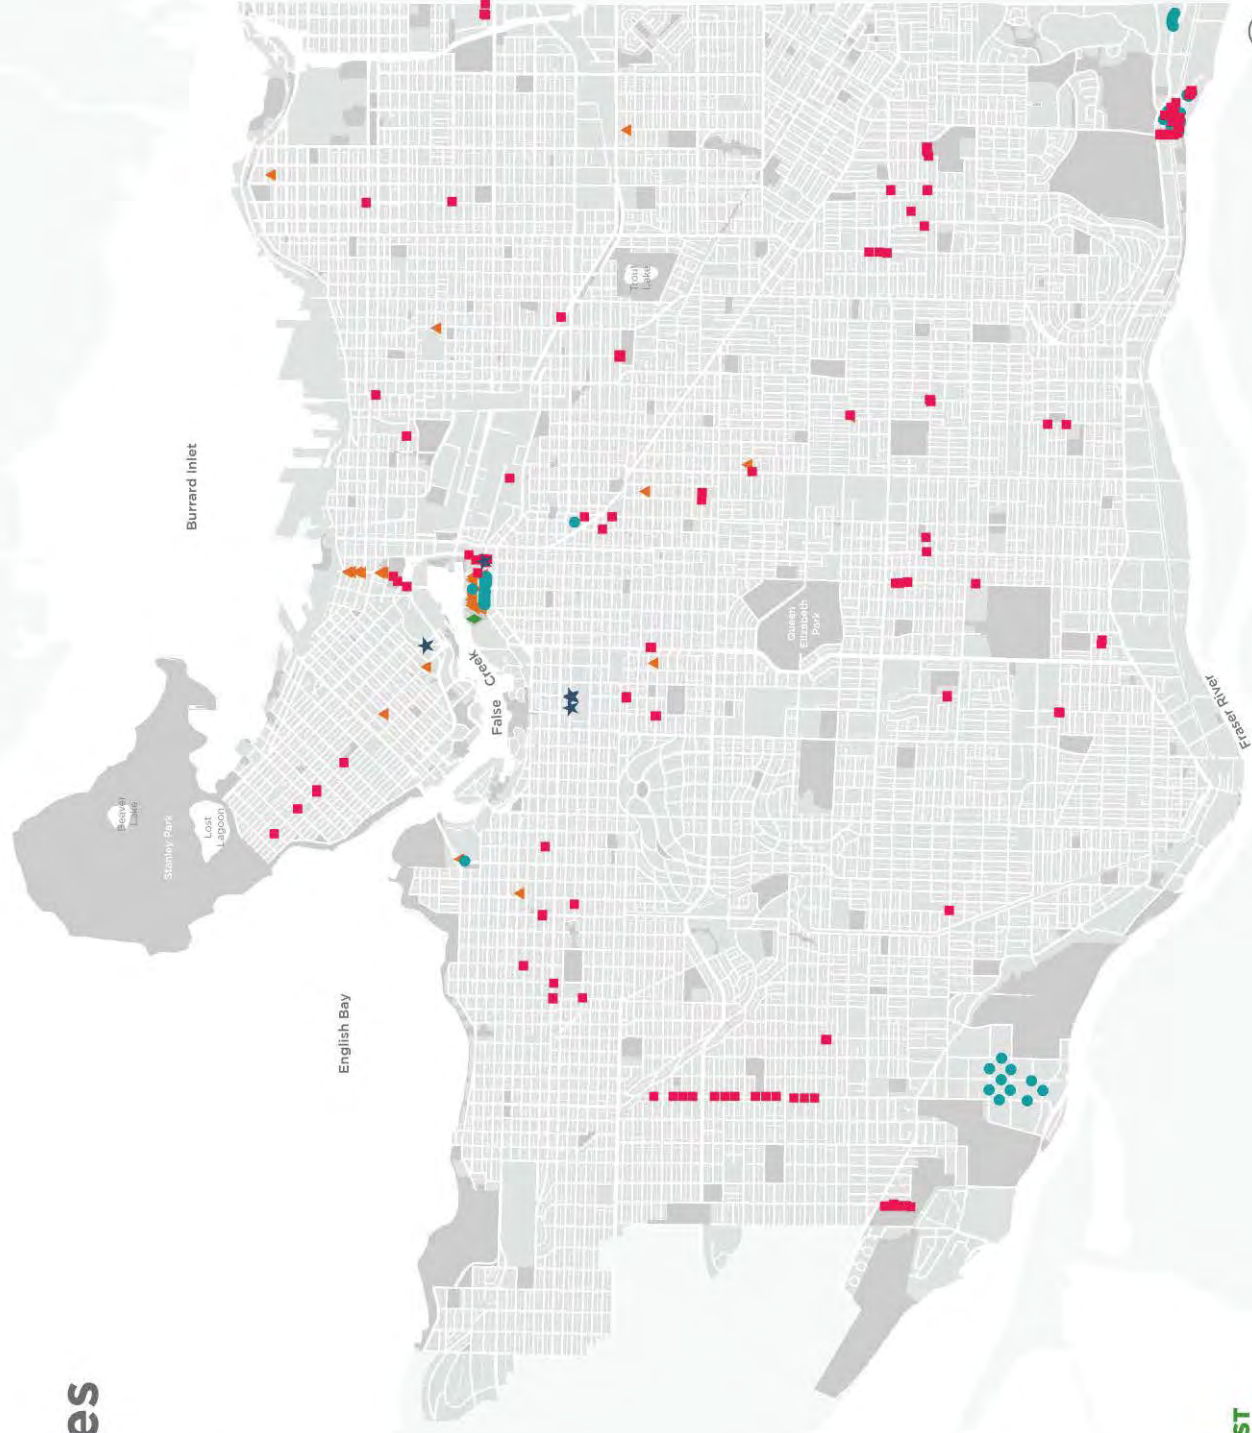 es
Burrard Inlet
Trout
Lake
Beaver
Lake
Stanley Park
Lost
Lagoon
False
Creek
Queen
Elizabeth
Park
English Bay
Fraser River
ST